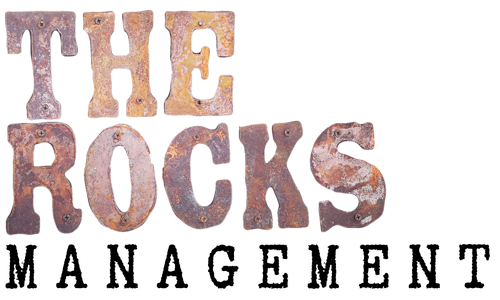 THE
ROCKS
MANAGEMENT